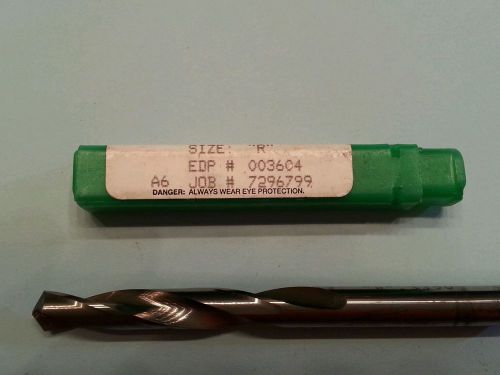 SIZE: "R"
EDP # 003604
A6 JOB # 7296799
DANGER: ALWAYS WEAR EYE PROTECTION.